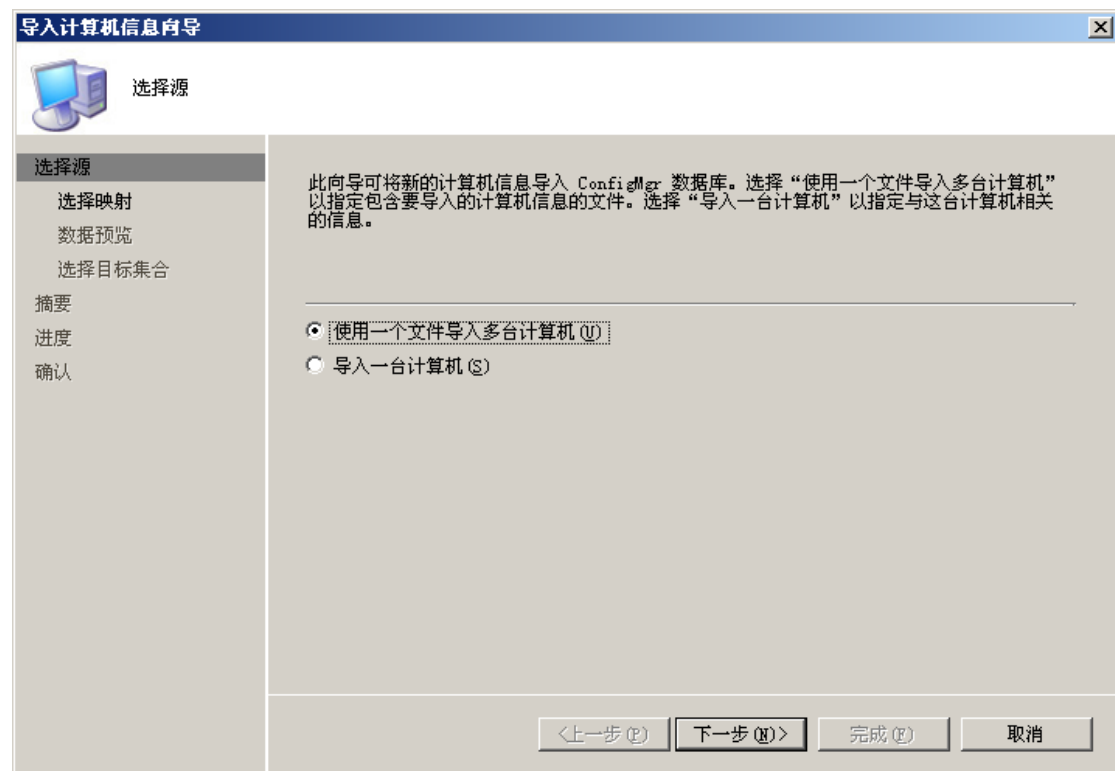 导入计算机信息向导
选择源
选择源
选择映射
数据预览
选择目标集合
摘要
进度
确认
此向导可将新的计算机信息导入 ConfigMgr 数据库。选择“使用一个文件导入多台计算机”
以指定包含要导入的计算机信息的文件。选择“导入一台计算机”以指定与这台计算机相关
的信息。
使用一个文件导入多台计算机(U)
导入一台计算机(S)
<上一步(P)
下一步(N)>
完成(F)
取消